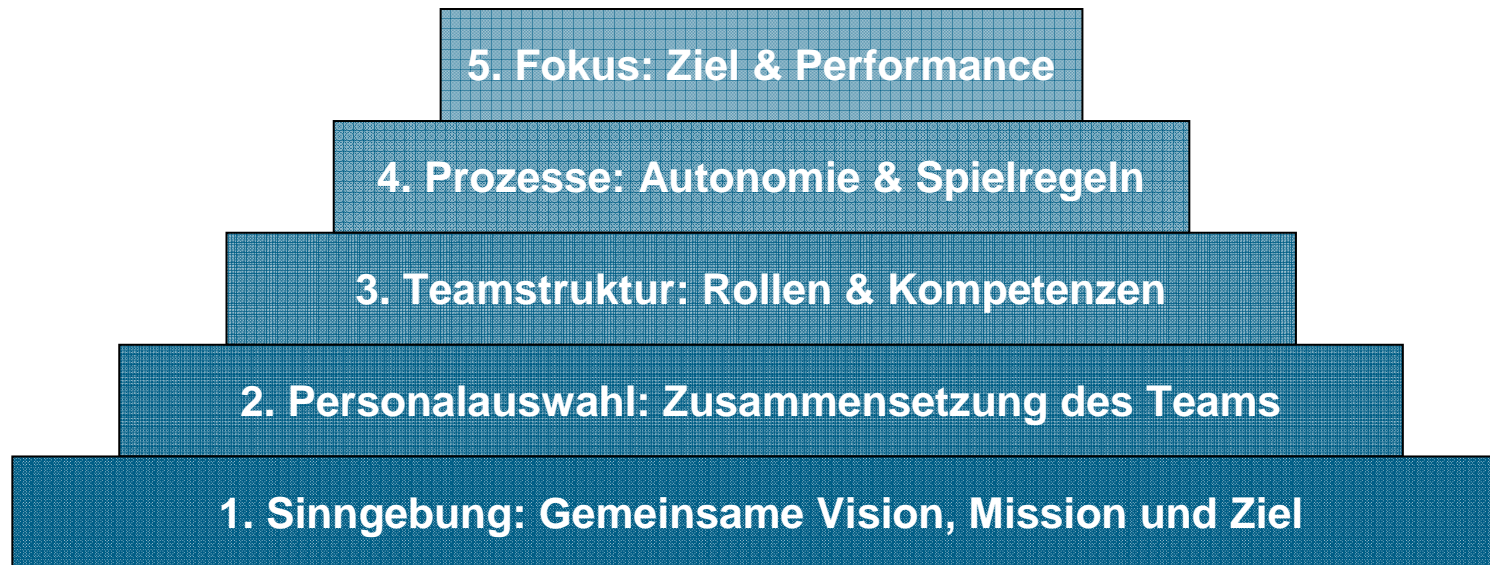 5. Fokus: Ziel & Performance
4. Prozesse: Autonomie & Spielregeln
3. Teamstruktur: Rollen & Kompetenzen
2. Personalauswahl: Zusammensetzung des Teams
1. Sinngebung: Gemeinsame Vision, Mission und Ziel